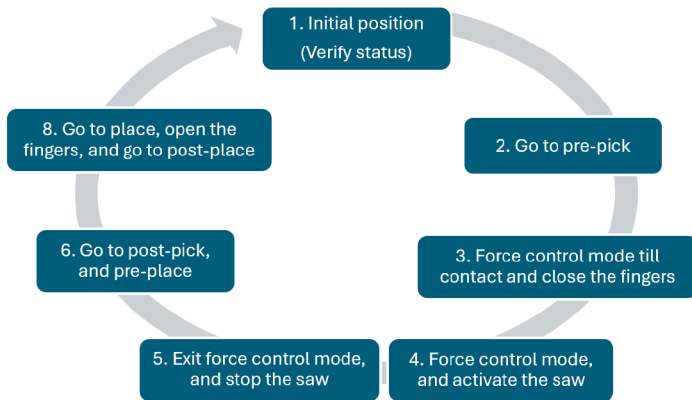 1. Initial position
(Verify status)
2. Go to pre-pick
3. Force control mode till
contact and close the fingers
4. Force control mode,
and activate the saw
5. Exit force control mode,
and stop the saw
6. Go to post-pick,
and pre-place
8. Go to place, open the
fingers, and go to post-place